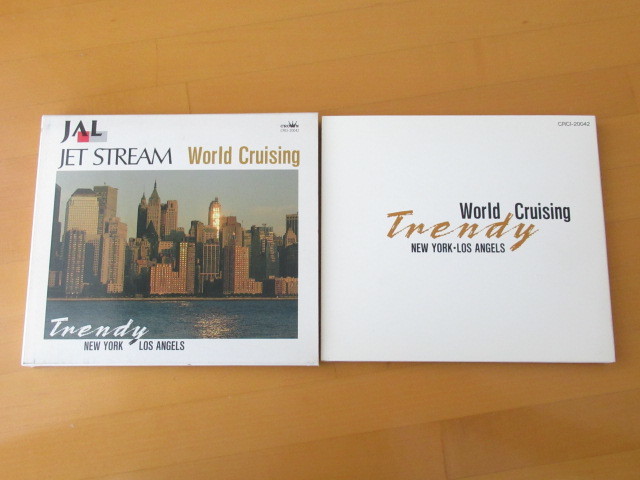 JAL
JET STREAM World Cruising
CROWN
Trendy
NEW YORK LOS ANGELS
CRCI-20042
World Cruising
Trendy
NEW YORK・LOS ANGELS